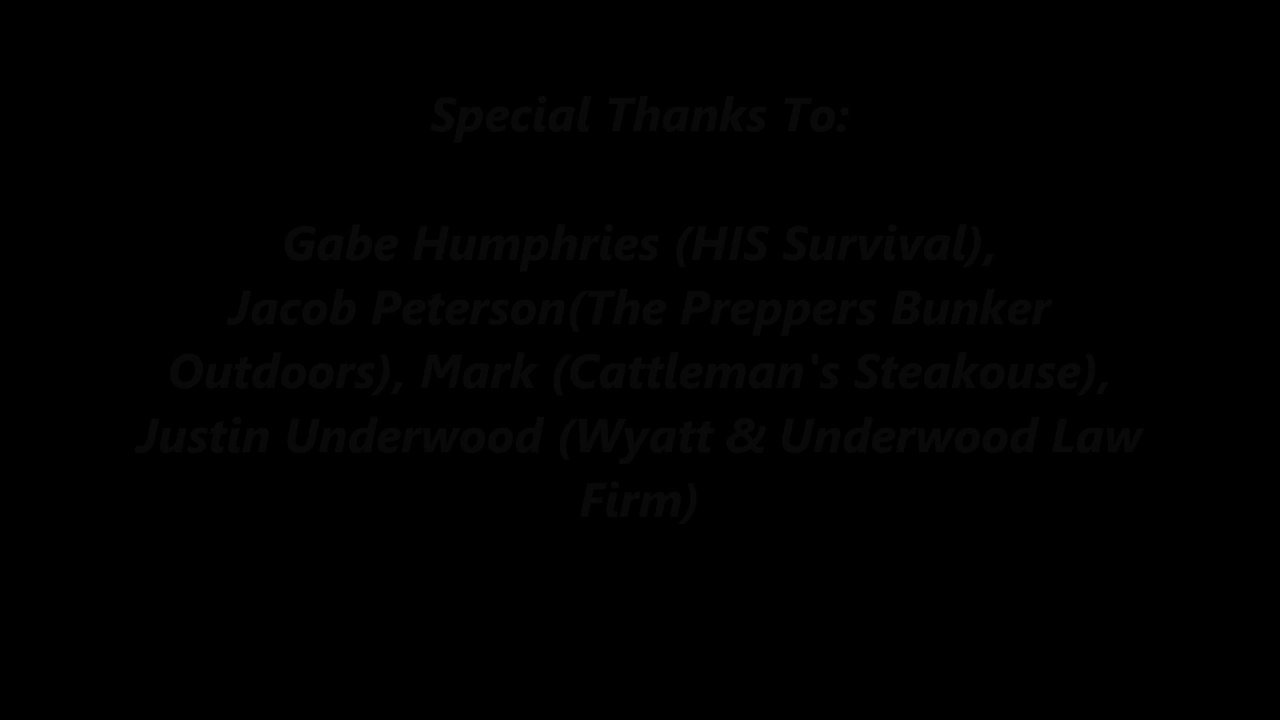 Special Thanks To:
Gabe Humphries (HIS Survival),
Jacob Peterson(The Preppers Bunker
Outdoors), Mark (Cattleman's Steakouse),
Justin Underwood (Wyatt & Underwood Law
Firm)